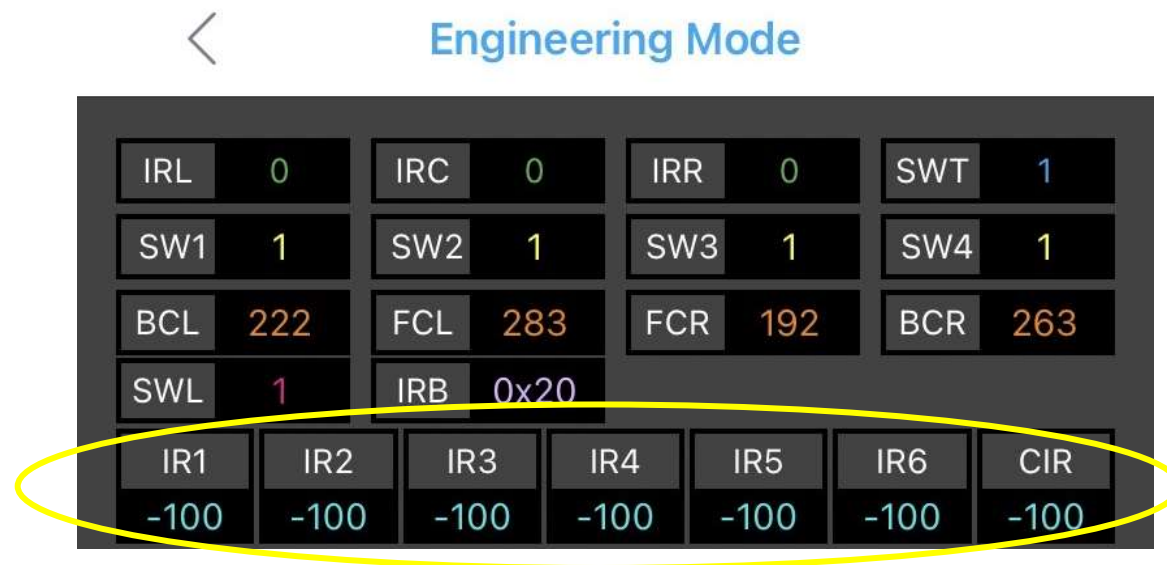 Engineering Mode
IRL 0 IRC 0 IRR 0 SWT 1
SW1 1 SW2 1 SW3 1 SW4 1
BCL 222 FCL 283 FCR 192 BCR 263
SWL 1 IRB 0x20
IR1 IR2 IR3 IR4 IR5 IR6 CIR
-100 -100 -100 -100 -100 -100 -100